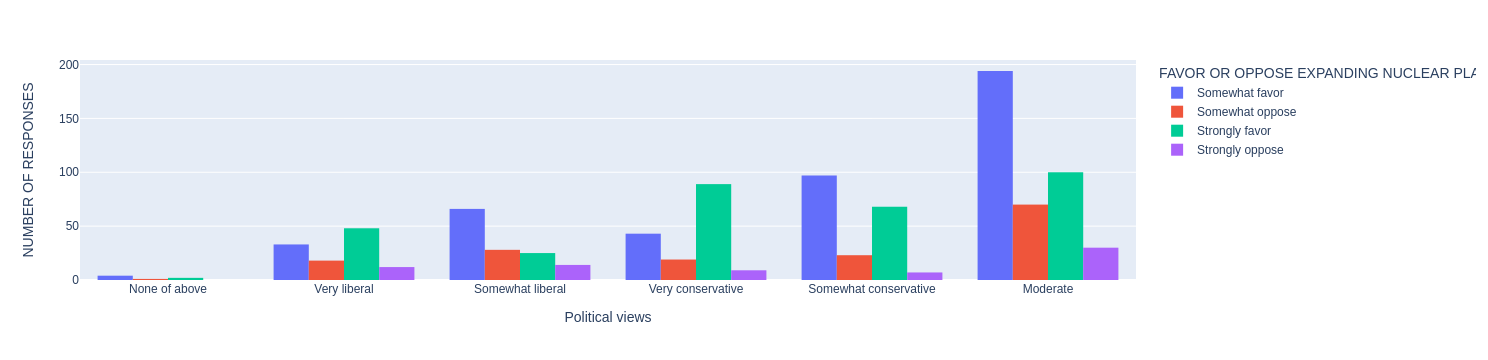 200
150
100
50
0
NUMBER OF RESPONSES
None of above
Very liberal
Somewhat liberal
Very conservative
Somewhat conservative
Moderate
Political views
FAVOR OR OPPOSE EXPANDING NUCLEAR PLA
Somewhat favor
Somewhat oppose
Strongly favor
Strongly oppose